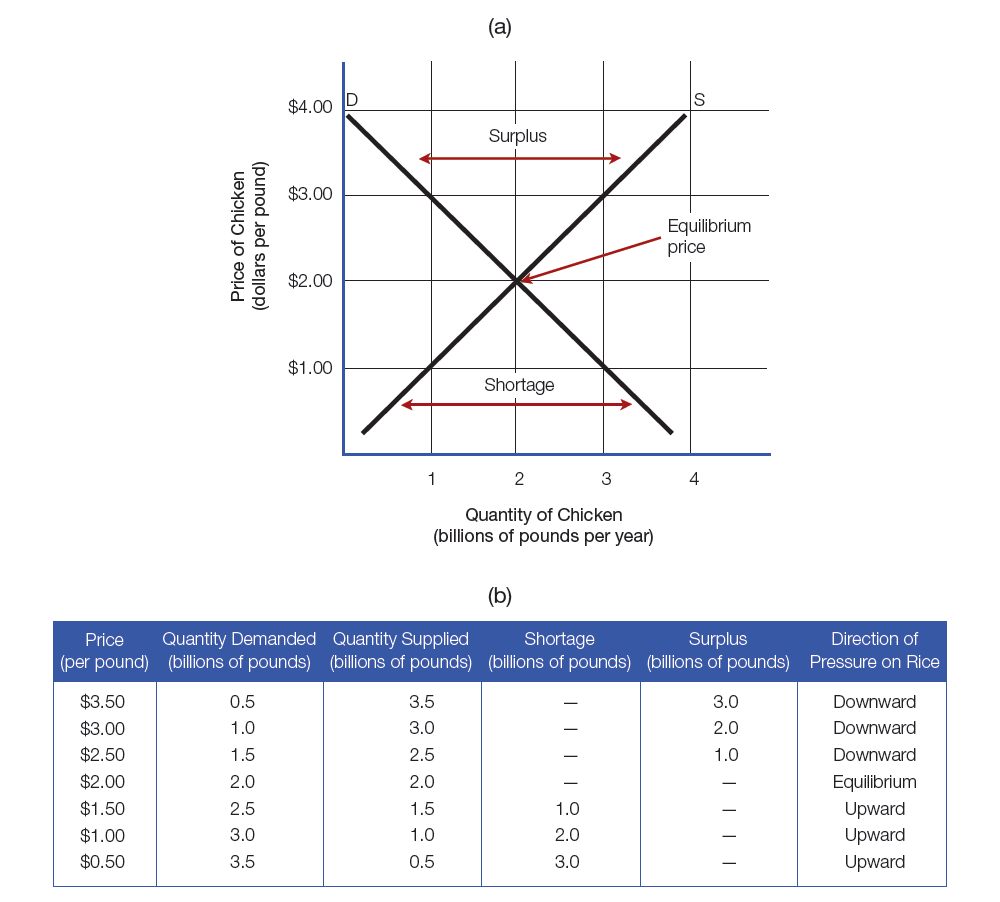 (a)
$4.00
D
S
Surplus
$3.00
Equilibrium
price
Price of Chicken
(dollars per pound)
$2.00
$1.00
Shortage
1 2 3 4
Quantity of Chicken
(billions of pounds per year)
(b)
Price Quantity Demanded Quantity Supplied Shortage Surplus Direction of
(per pound) (billions of pounds) (billions of pounds) (billions of pounds) (billions of pounds) Pressure on Rice
$3.50 0.5 3.5 — 3.0 Downward
$3.00 1.0 3.0 — 2.0 Downward
$2.50 1.5 2.5 — 1.0 Downward
$2.00 2.0 2.0 — — Equilibrium
$1.50 2.5 1.5 1.0 — Upward
$1.00 3.0 1.0 2.0 — Upward
$0.50 3.5 0.5 3.0 — Upward